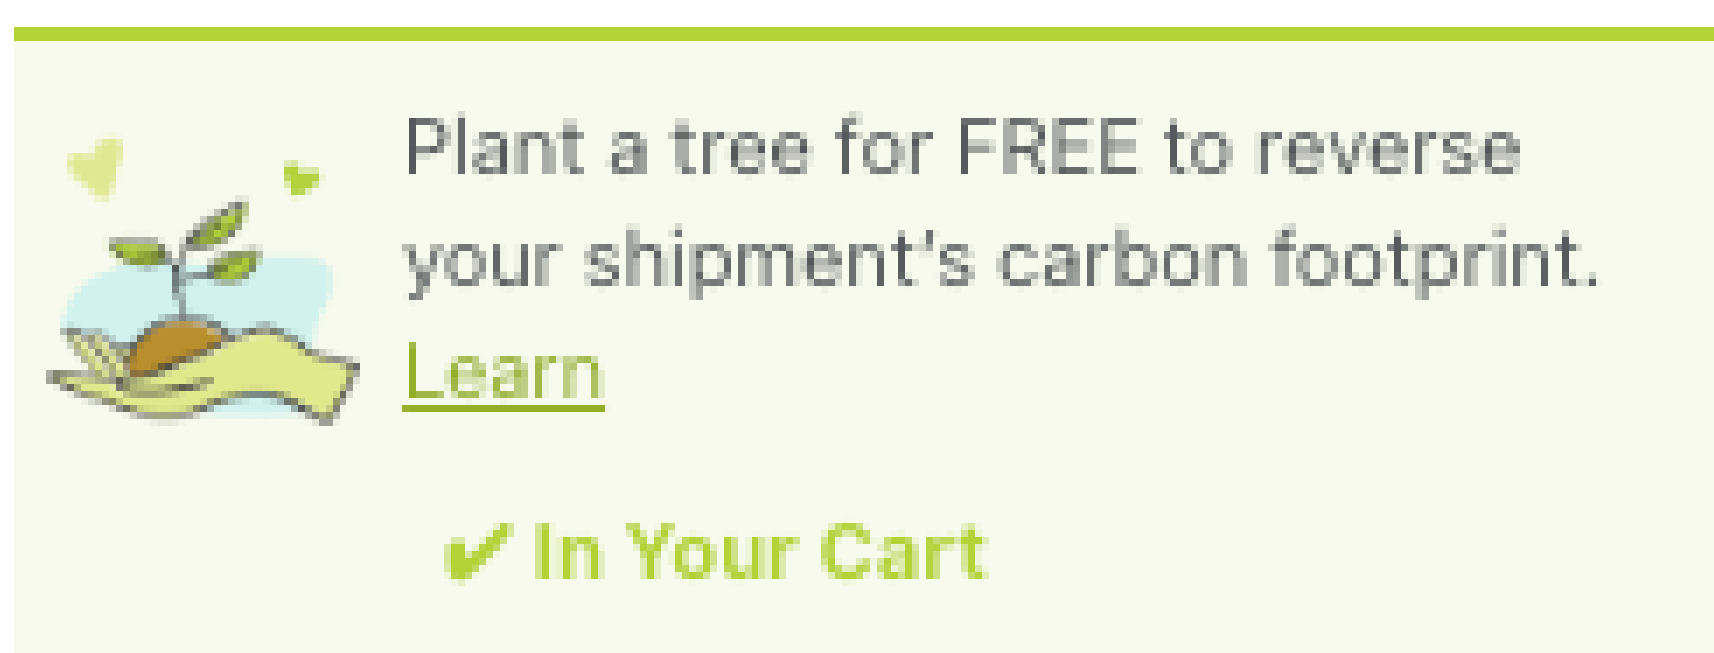 Plant a tree for FREE to reverse
your shipment's carbon footprint.
Learn
✔ In Your Cart